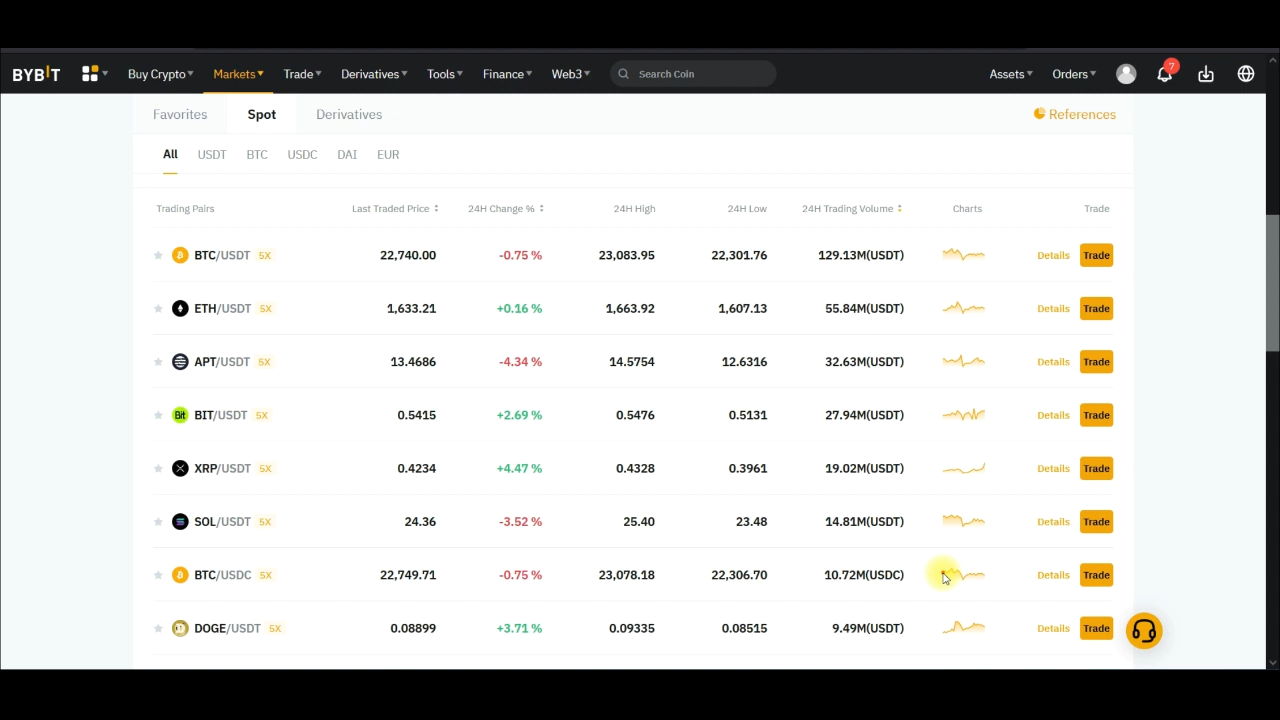 BYBIT Buy Crypto Markets Trade Derivatives Tools Finance Web3 Search Coin Assets Orders 7
Favorites Spot Derivatives References
All USDT BTC USDC DAI EUR
Trading Pairs Last Traded Price 24H Change % 24H High 24H Low 24H Trading Volume Charts Trade
BTC/USDT 5X 22,740.00 -0.75 % 23,083.95 22,301.76 129.13M(USDT) Details Trade
ETH/USDT 5X 1,633.21 +0.16 % 1,663.92 1,607.13 55.84M(USDT) Details Trade
APT/USDT 5X 13.4686 -4.34 % 14.5754 12.6316 32.63M(USDT) Details Trade
Bit BIT/USDT 5X 0.5415 +2.69 % 0.5476 0.5131 27.94M(USDT) Details Trade
XRP/USDT 5X 0.4234 +4.47 % 0.4328 0.3961 19.02M(USDT) Details Trade
SOL/USDT 5X 24.36 -3.52 % 25.40 23.48 14.81M(USDT) Details Trade
BTC/USDC 5X 22,749.71 -0.75 % 23,078.18 22,306.70 10.72M(USDC) Details Trade
DOGE/USDT 5X 0.08899 +3.71 % 0.09335 0.08515 9.49M(USDT) Details Trade